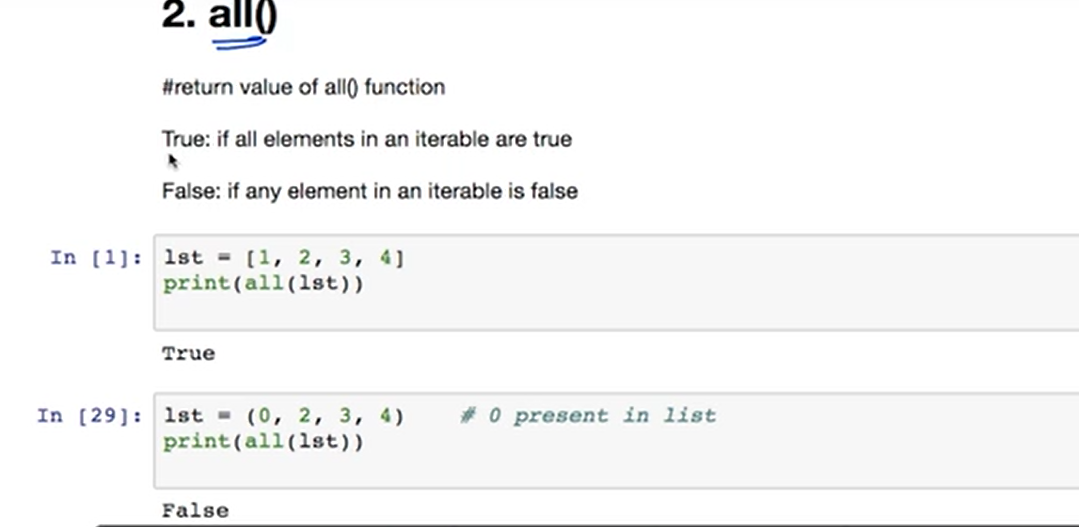 2. all()
#return value of all() function
True: if all elements in an iterable are true
False: if any element in an iterable is false
In [1]: lst = [1, 2, 3, 4]
print(all(lst))
True
In [29]: lst = (0, 2, 3, 4)    # 0 present in list
print(all(lst))
False